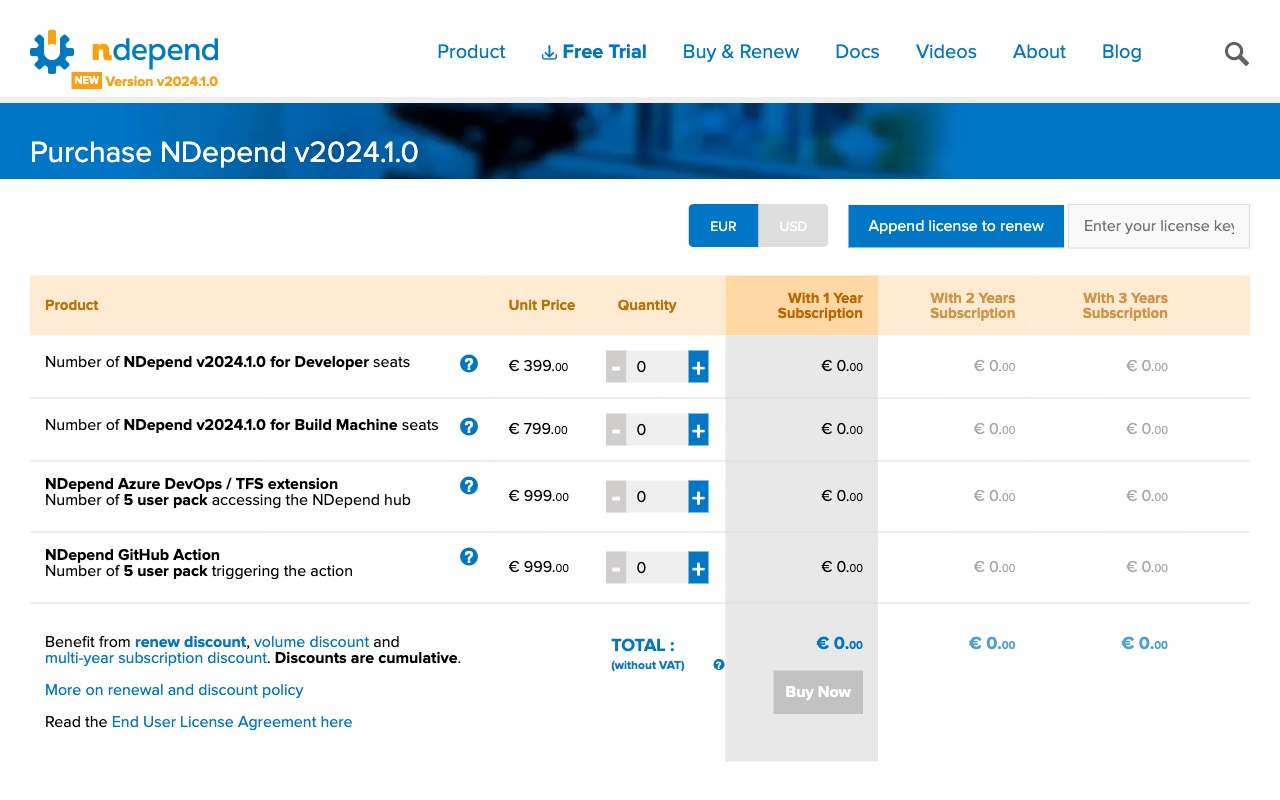 ndepend
NEW Version v2024.1.0
Product Free Trial Buy & Renew Docs Videos About Blog
Purchase NDepend v2024.1.0
EUR USD Append license to renew Enter your license key
Product Unit Price Quantity With 1 Year Subscription With 2 Years Subscription With 3 Years Subscription
Number of NDepend v2024.1.0 for Developer seats ? € 399.00 - 0 + € 0.00 € 0.00 € 0.00
Number of NDepend v2024.1.0 for Build Machine seats ? € 799.00 - 0 + € 0.00 € 0.00 € 0.00
NDepend Azure DevOps / TFS extension ?
Number of 5 user pack accessing the NDepend hub € 999.00 - 0 + € 0.00 € 0.00 € 0.00
NDepend GitHub Action ?
Number of 5 user pack triggering the action € 999.00 - 0 + € 0.00 € 0.00 € 0.00
Benefit from renew discount, volume discount and
multi-year subscription discount. Discounts are cumulative.
TOTAL : € 0.00 € 0.00 € 0.00
(without VAT) ?
More on renewal and discount policy
Buy Now
Read the End User License Agreement here